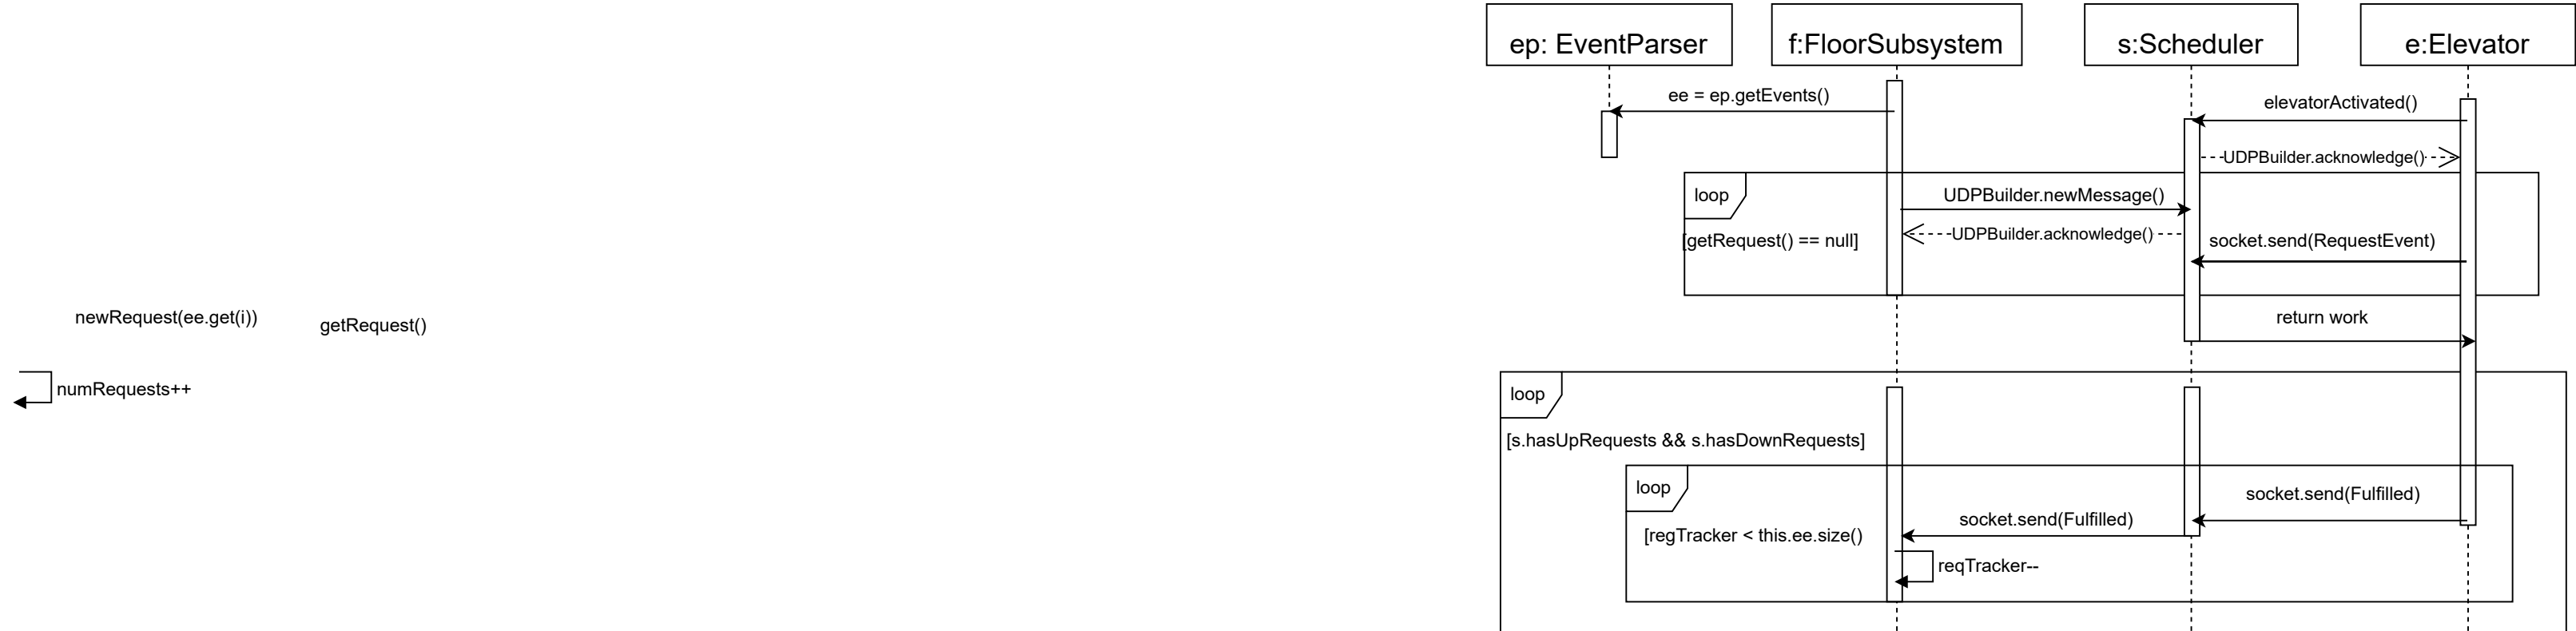 ep: EventParser
f:FloorSubsystem
s:Scheduler
e:Elevator
ee = ep.getEvents()
elevatorActivated()
UDPBuilder.acknowledge()
loop
UDPBuilder.newMessage()
[getRequest() == null]
UDPBuilder.acknowledge()
socket.send(RequestEvent)
newRequest(ee.get(i))
getRequest()
return work
numRequests++
loop
[s.hasUpRequests && s.hasDownRequests]
loop
socket.send(Fulfilled)
socket.send(Fulfilled)
[regTracker < this.ee.size()
reqTracker--